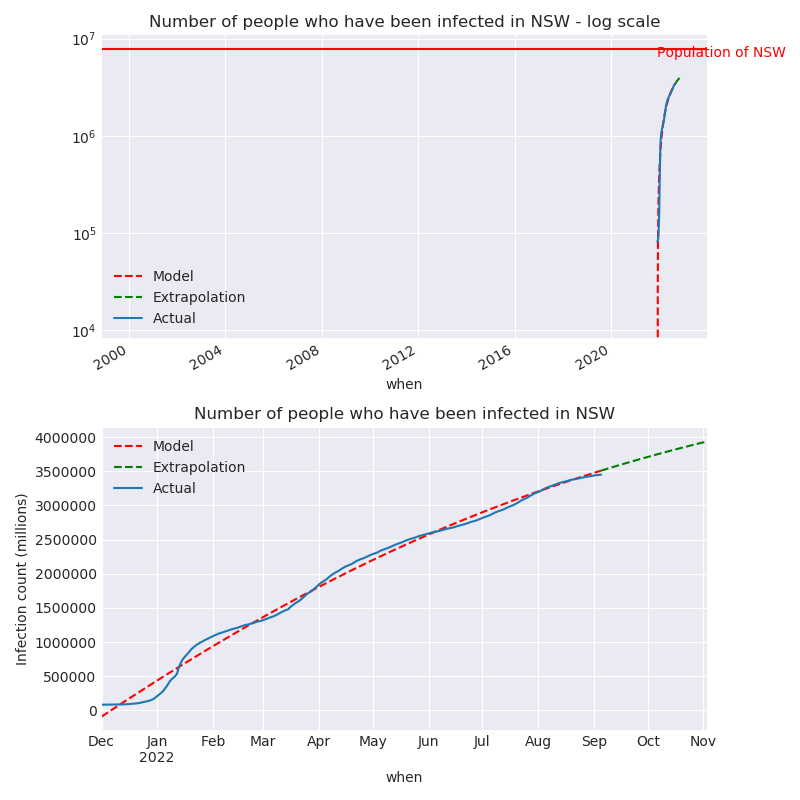 Number of people who have been infected in NSW - log scale
10^7
Population of NSW
10^6
10^5
10^4
Model
Extrapolation
Actual
2000
2004
2008
2012
2016
2020
when
Number of people who have been infected in NSW
Infection count (millions)
4000000
3500000
3000000
2500000
2000000
1500000
1000000
500000
0
Model
Extrapolation
Actual
Dec
Jan
2022
Feb
Mar
Apr
May
Jun
Jul
Aug
Sep
Oct
Nov
when